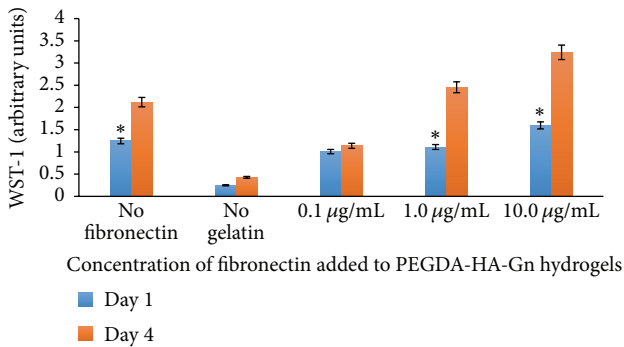 WST-1 (arbitrary units)
4
3.5
3
2.5
2
1.5
1
0.5
0
*
*
*
No fibronectin
No gelatin
0.1 μg/mL
1.0 μg/mL
10.0 μg/mL
Concentration of fibronectin added to PEGDA-HA-Gn hydrogels
Day 1
Day 4